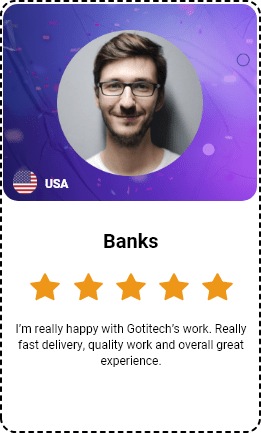 USA
Banks
I'm really happy with Gotitech's work. Really
fast delivery, quality work and overall great
experience.